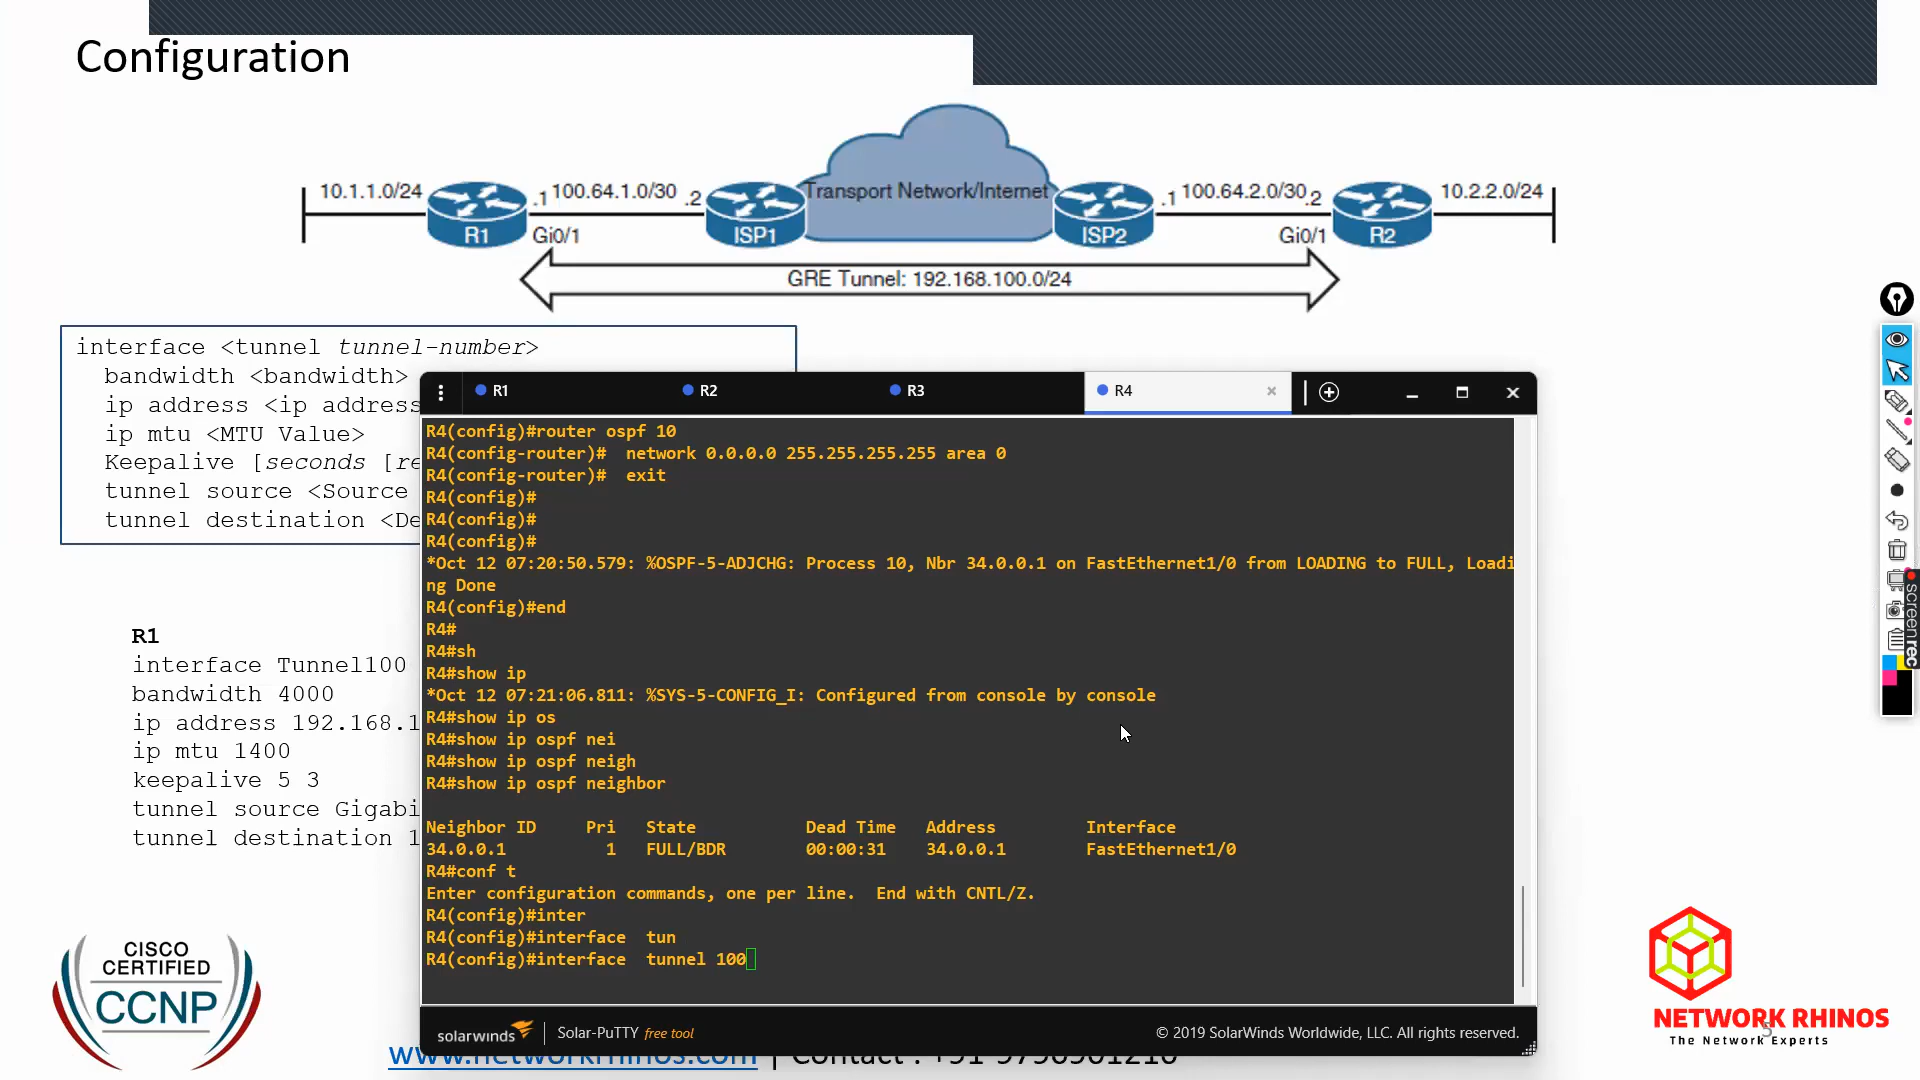 Configuration
10.1.1.0/24
R1
.1
100.64.1.0/30
.2
Gi0/1
ISP1
Transport Network/Internet
ISP2
.1
100.64.2.0/30
.2
Gi0/1
R2
10.2.2.0/24
GRE Tunnel: 192.168.100.0/24
interface <tunnel tunnel-number>
bandwidth <bandwidth>
ip address <ip address
ip mtu <MTU Value>
Keepalive [seconds [re
tunnel source <Source
tunnel destination <De
R1
interface Tunnel100
bandwidth 4000
ip address 192.168.1
ip mtu 1400
keepalive 5 3
tunnel source Gigabi
tunnel destination 1
R1 R2 R3 R4
R4(config)#router ospf 10
R4(config-router)#  network 0.0.0.0 255.255.255.255 area 0
R4(config-router)#  exit
R4(config)#
R4(config)#
R4(config)#
*Oct 12 07:20:50.579: %OSPF-5-ADJCHG: Process 10, Nbr 34.0.0.1 on FastEthernet1/0 from LOADING to FULL, Loadi
ng Done
R4(config)#end
R4#
R4#sh
R4#show ip
*Oct 12 07:21:06.811: %SYS-5-CONFIG_I: Configured from console by console
R4#show ip os
R4#show ip ospf nei
R4#show ip ospf neigh
R4#show ip ospf neighbor
Neighbor ID     Pri   State           Dead Time   Address         Interface
34.0.0.1          1   FULL/BDR        00:00:31    34.0.0.1        FastEthernet1/0
R4#conf t
Enter configuration commands, one per line.  End with CNTL/Z.
R4(config)#inter
R4(config)#interface  tun
R4(config)#interface  tunnel 100
solarwinds Solar-PuTTY free tool © 2019 SolarWinds Worldwide, LLC. All rights reserved.
CISCO
CERTIFIED
CCNP
NETWORK RHINOS
The Network Experts
5
www.networkrhinos.com | Contact : +91
screenrec